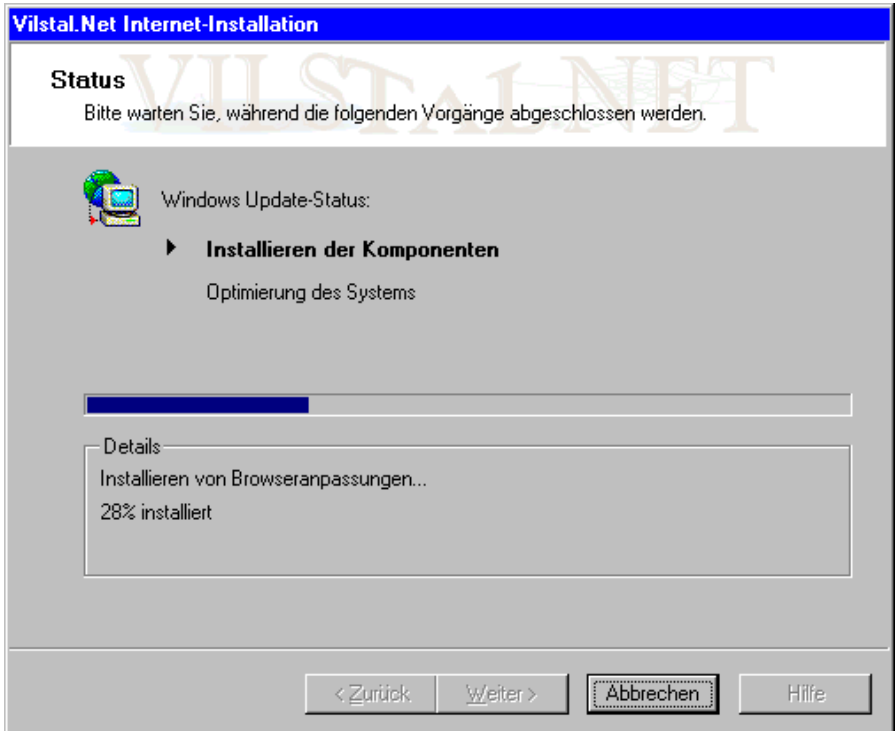 Vilstal.Net Internet-Installation
VILSTAL.NET
Status
Bitte warten Sie, während die folgenden Vorgänge abgeschlossen werden.
Windows Update-Status:
Installieren der Komponenten
Optimierung des Systems
Details
Installieren von Browseranpassungen...
28% installiert
< Zurück Weiter > Abbrechen Hilfe